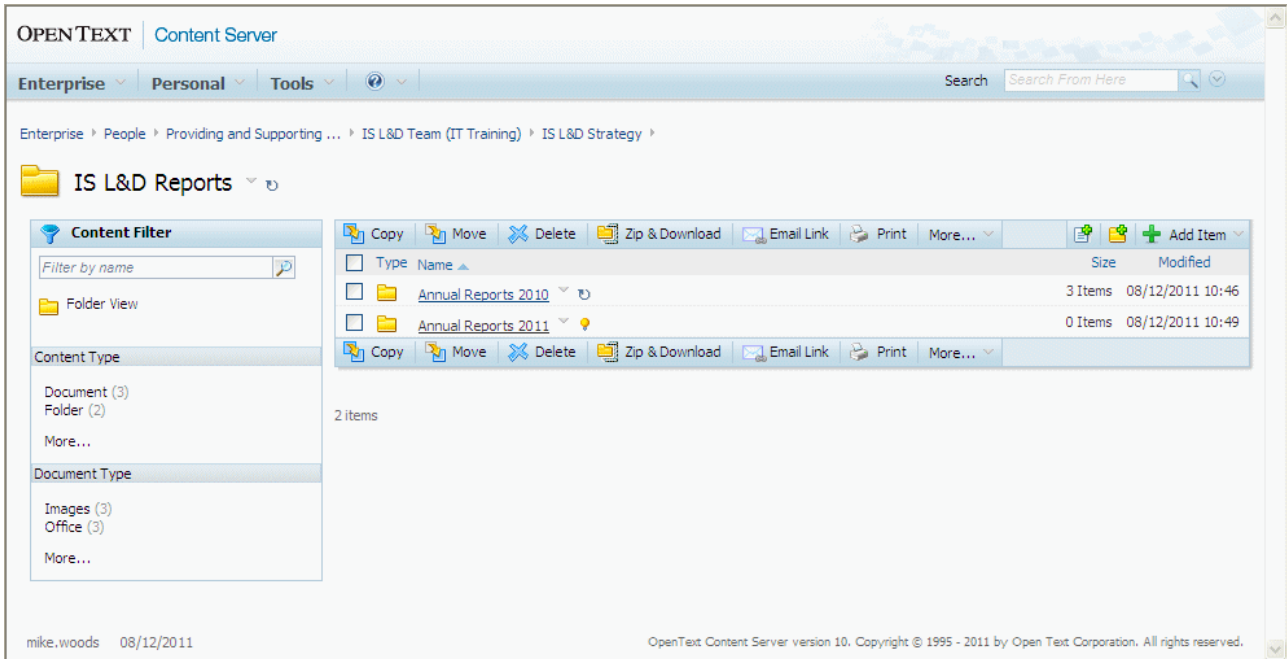 OPEN TEXT Content Server
Enterprise Personal Tools Search Search From Here
Enterprise People Providing and Supporting ... IS L&D Team (IT Training) IS L&D Strategy
IS L&D Reports
Content Filter
Filter by name
Folder View
Content Type
Document (3)
Folder (2)
More...
Document Type
Images (3)
Office (3)
More...
Copy Move Delete Zip & Download Email Link Print More... Add Item
Type Name Size Modified
Annual Reports 2010 3 Items 08/12/2011 10:46
Annual Reports 2011 0 Items 08/12/2011 10:49
Copy Move Delete Zip & Download Email Link Print More...
2 items
mike.woods 08/12/2011 OpenText Content Server version 10. Copyright © 1995 - 2011 by Open Text Corporation. All rights reserved.